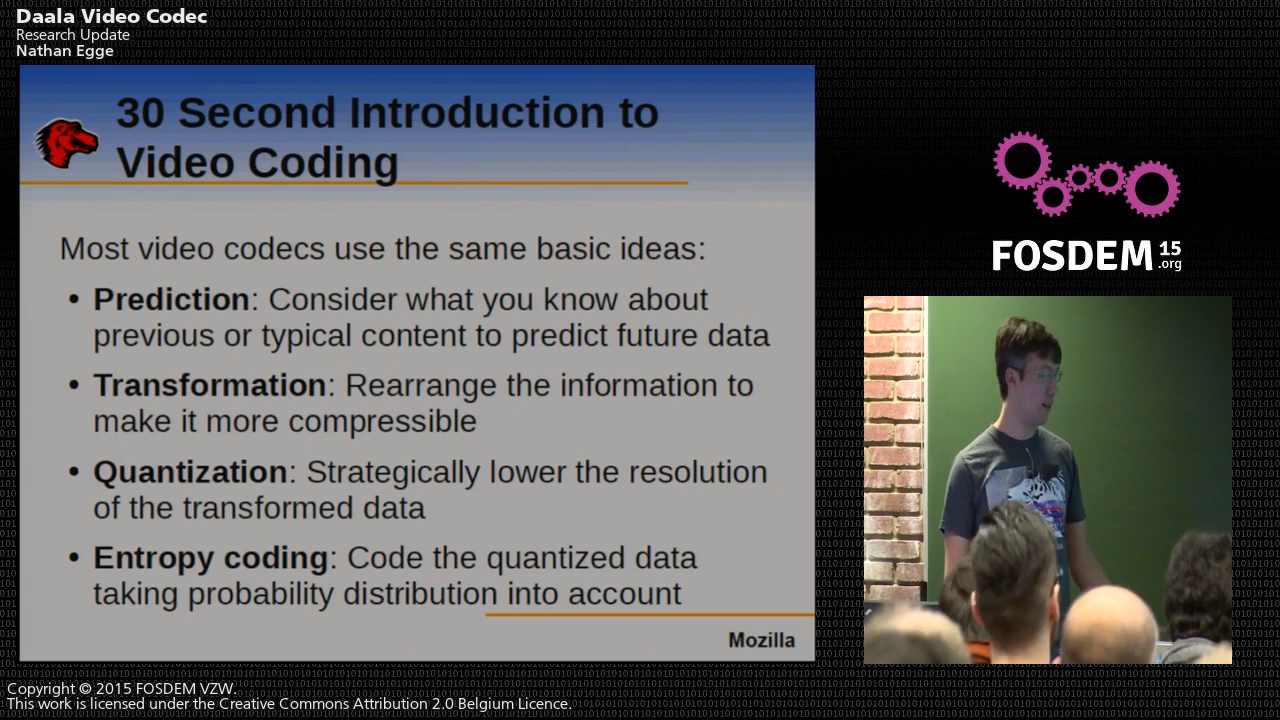 Daala Video Codec
Research Update
Nathan Egge
30 Second Introduction to
Video Coding
Most video codecs use the same basic ideas:
• Prediction: Consider what you know about
previous or typical content to predict future data
• Transformation: Rearrange the information to
make it more compressible
• Quantization: Strategically lower the resolution
of the transformed data
• Entropy coding: Code the quantized data
taking probability distribution into account
Mozilla
FOSDEM 15
.org
Copyright © 2015 FOSDEM VZW.
This work is licensed under the Creative Commons Attribution 2.0 Belgium Licence.